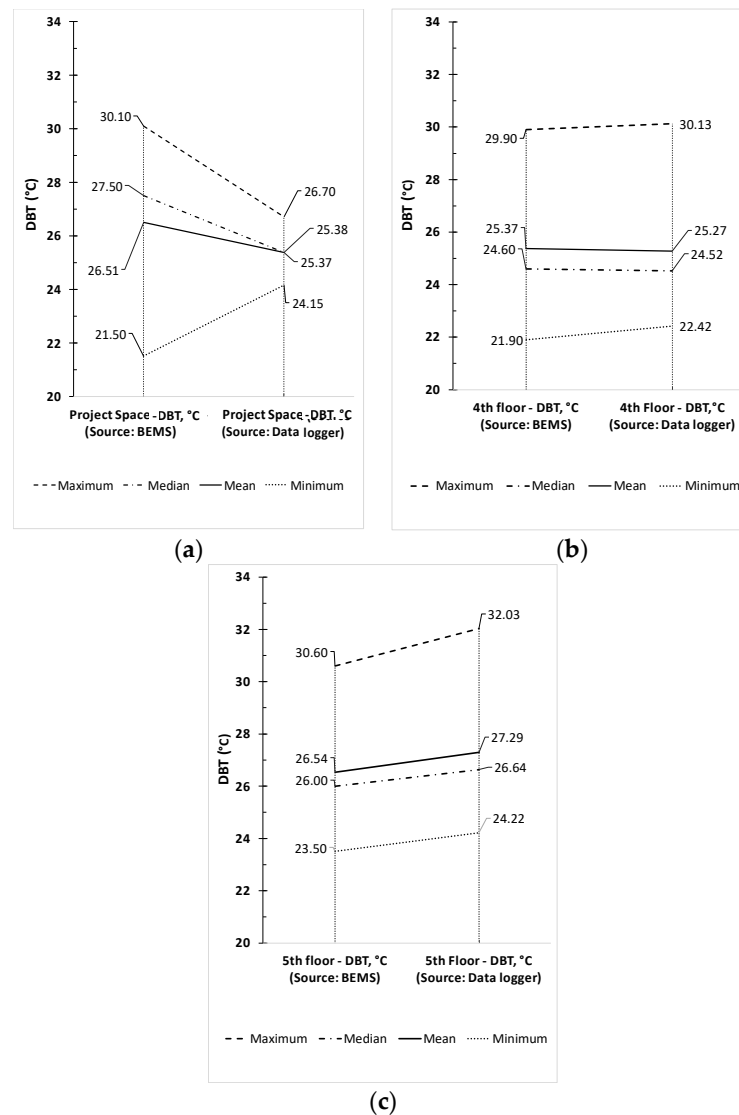 34
32
30.10
30
28
27.50
26.70
DBT (°C)
26
25.38
25.37
26.51
24
24.15
22
21.50
20
Project Space - DBT, °C Project Space - DBT, °C
(Source: BEMS) (Source: Data logger)
Maximum Median Mean Minimum
(a)
34
32
30
29.90 30.13
28
DBT (°C)
26
25.37 25.27
24.60 24.52
24
22
21.90 22.42
20
4th floor - DBT, °C 4th Floor - DBT,°C
(Source: BEMS) (Source: Data logger)
Maximum Median Mean Minimum
(b)
34
32.03
32
30.60
30
28
DBT (°C)
27.29
26.54
26
26.00 26.64
24
24.22
23.50
22
20
5th floor - DBT, °C 5th Floor - DBT, °C
(Source: BEMS) (Source: Data logger)
Maximum Median Mean Minimum
(c)